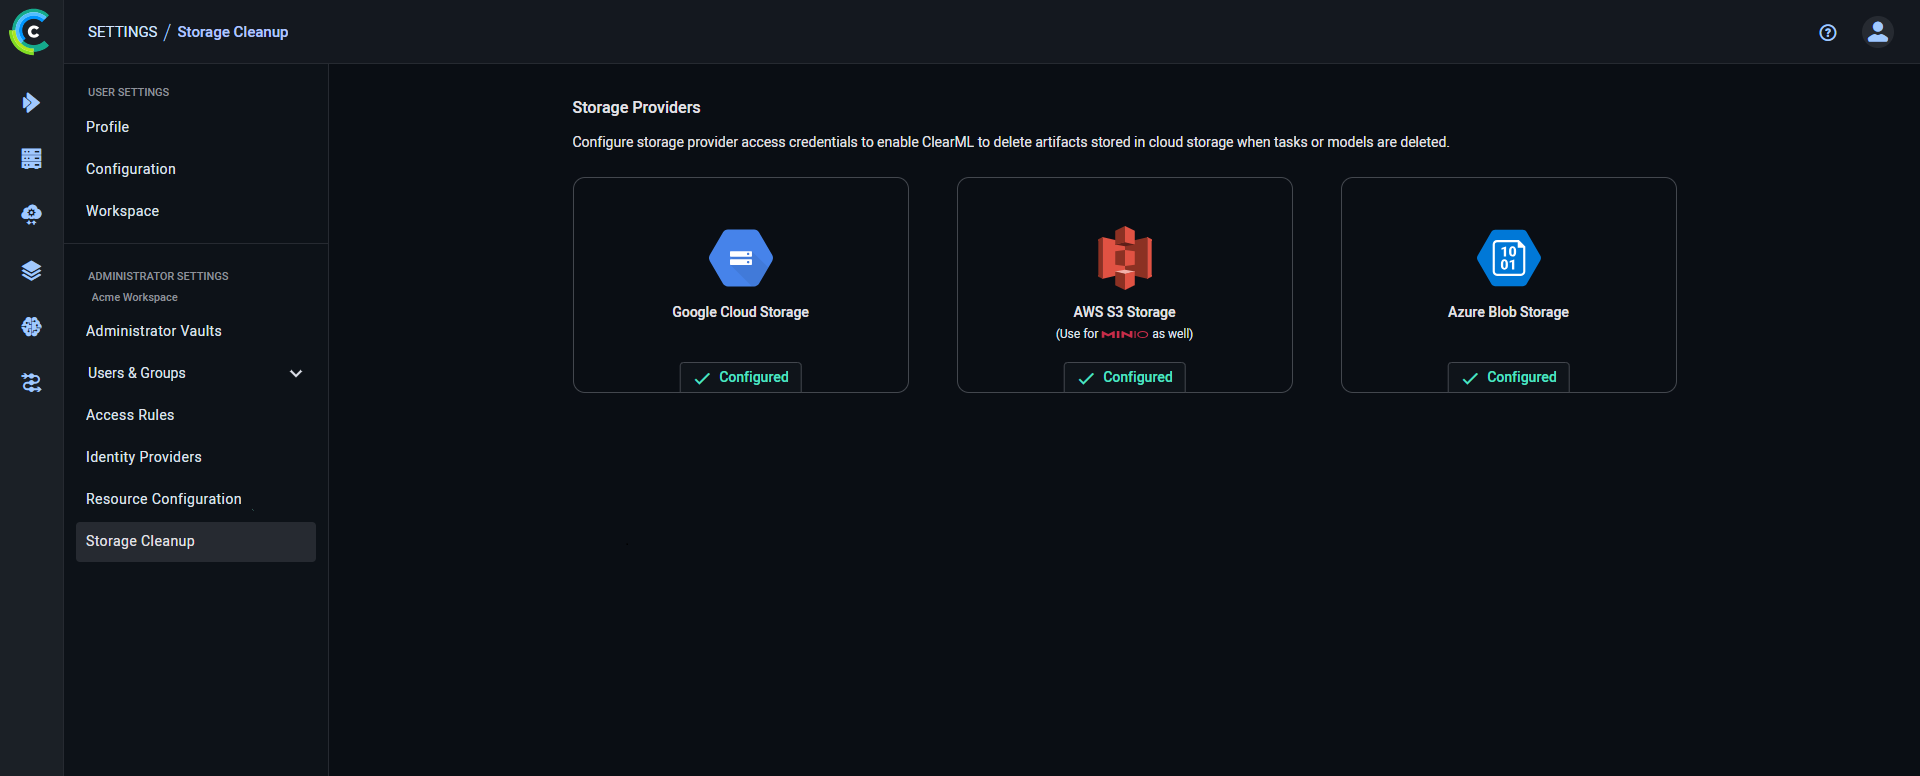 SETTINGS / Storage Cleanup
USER SETTINGS
Profile
Configuration
Workspace
ADMINISTRATOR SETTINGS
Acme Workspace
Administrator Vaults
Users & Groups
Access Rules
Identity Providers
Resource Configuration
Storage Cleanup
Storage Providers
Configure storage provider access credentials to enable ClearML to delete artifacts stored in cloud storage when tasks or models are deleted.
Google Cloud Storage
Configured
AWS S3 Storage
(Use for MINIO as well)
Configured
10
01
Azure Blob Storage
Configured